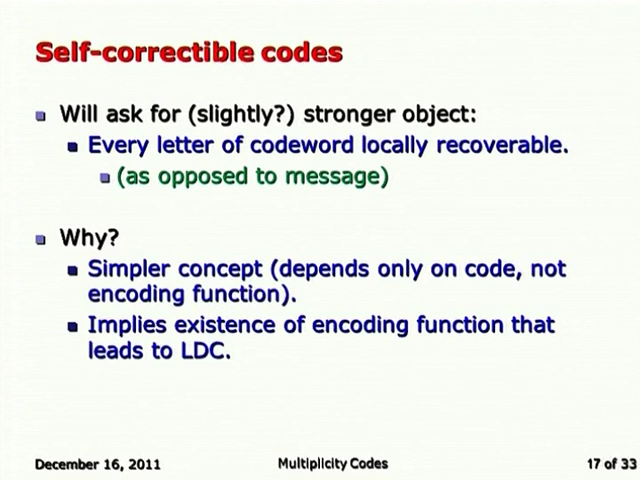 Self-correctible codes
Will ask for (slightly?) stronger object:
Every letter of codeword locally recoverable.
(as opposed to message)
Why?
Simpler concept (depends only on code, not
encoding function).
Implies existence of encoding function that
leads to LDC.
December 16, 2011
Multiplicity Codes
17 of 33